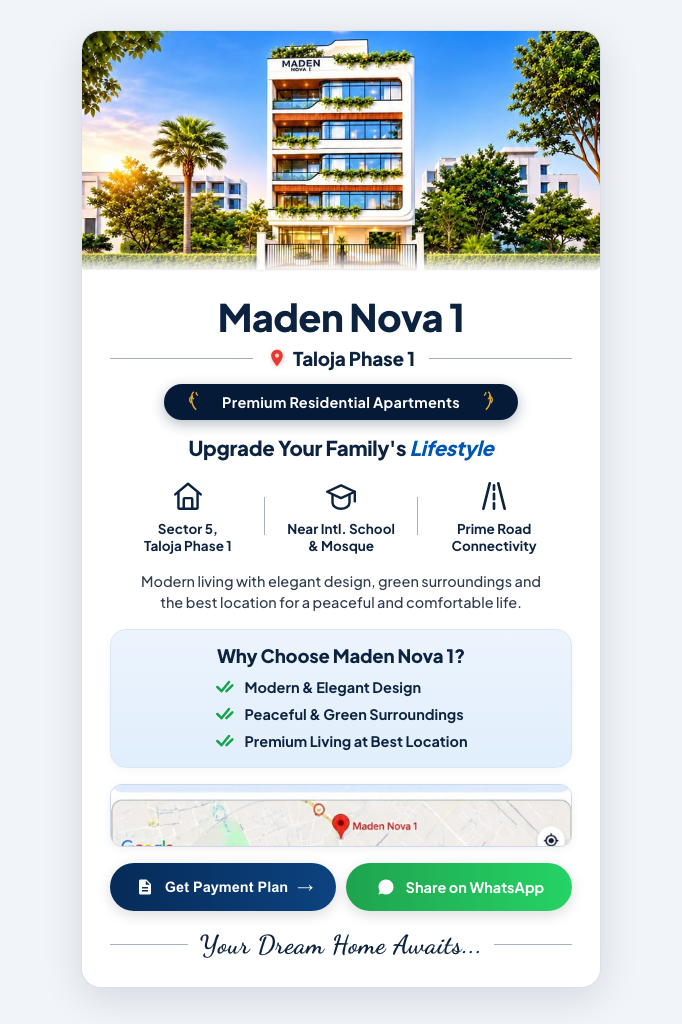 MADEN
NOVA 1
Maden Nova 1
Taloja Phase 1
Premium Residential Apartments
Upgrade Your Family's Lifestyle
Sector 5,
Taloja Phase 1
Near Intl. School
& Mosque
Prime Road
Connectivity
Modern living with elegant design, green surroundings and
the best location for a peaceful and comfortable life.
Why Choose Maden Nova 1?
Modern & Elegant Design
Peaceful & Green Surroundings
Premium Living at Best Location
Maden Nova 1
Google
Get Payment Plan →
Share on WhatsApp
Your Dream Home Awaits...